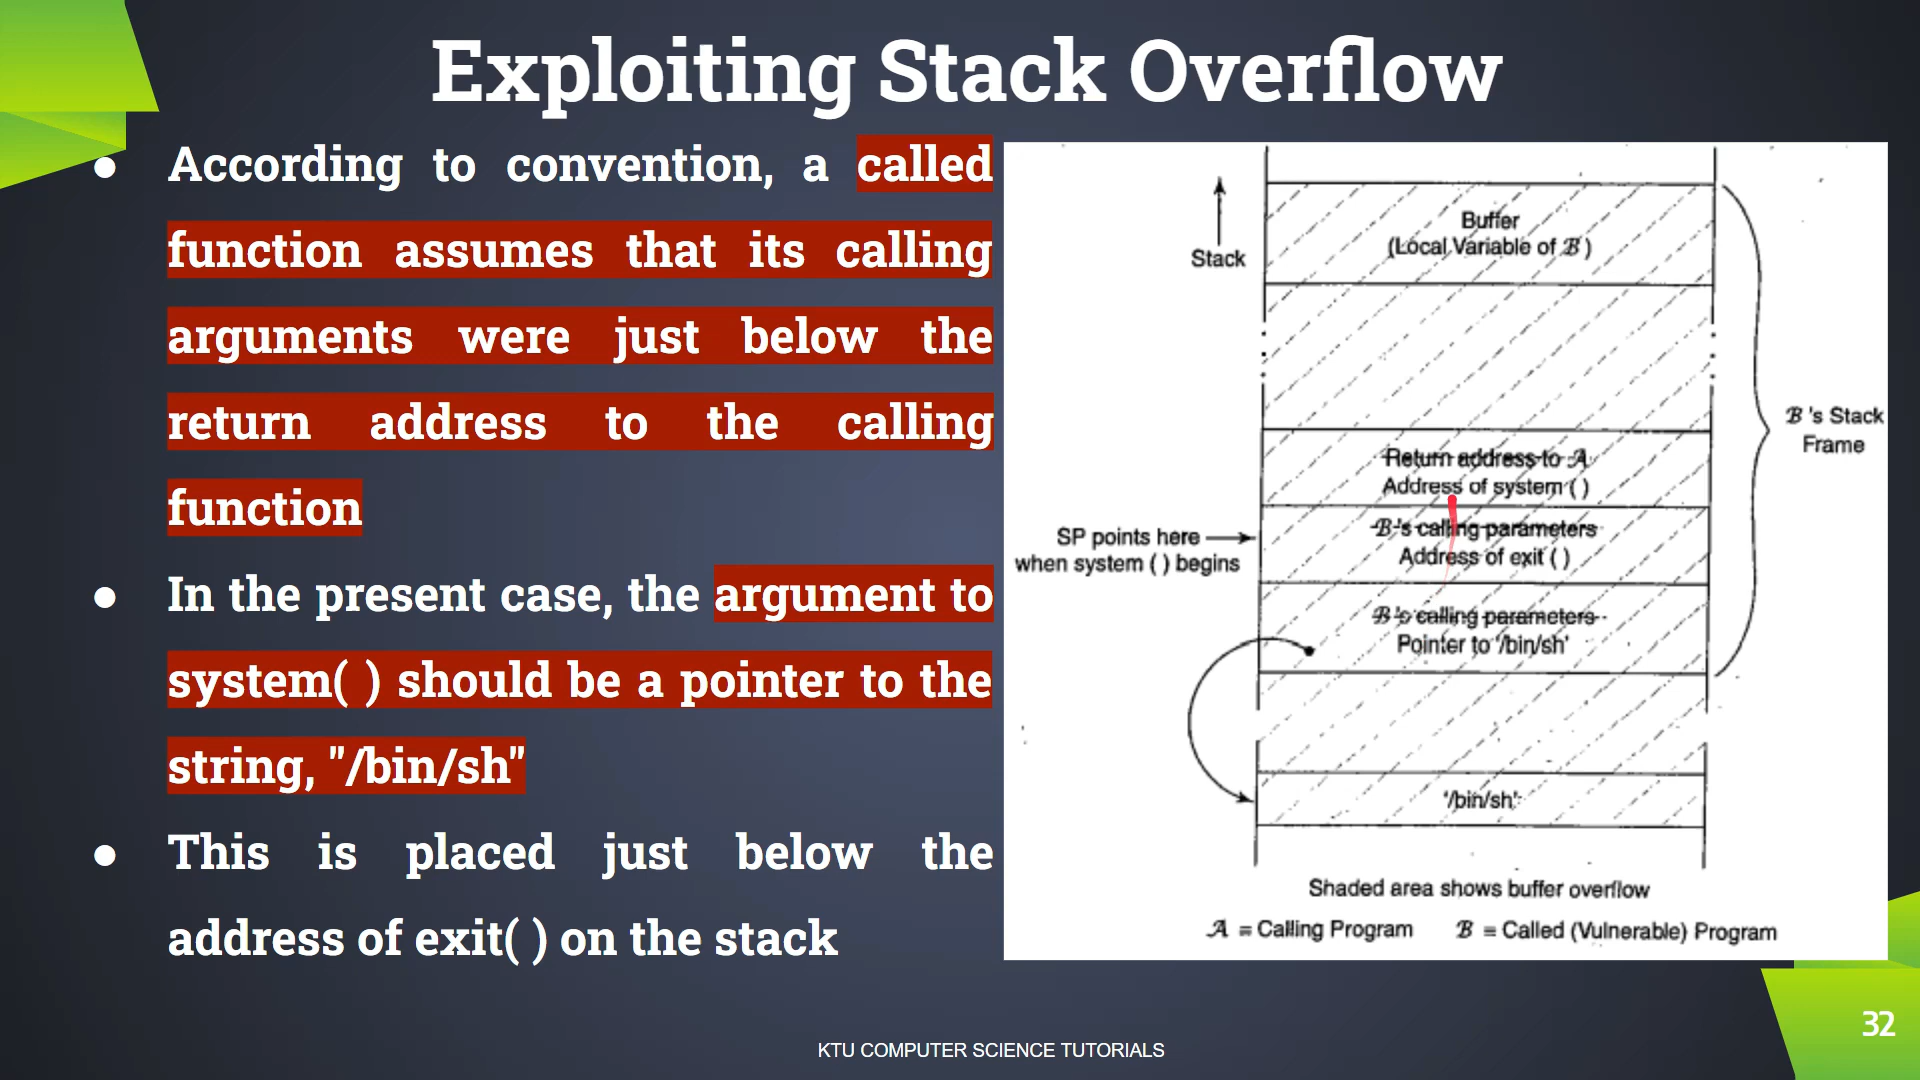 Exploiting Stack Overflow
● According to convention, a called
function assumes that its calling
arguments were just below the
return address to the calling
function
● In the present case, the argument to
system( ) should be a pointer to the
string, "/bin/sh"
● This is placed just below the
address of exit( ) on the stack
Stack
Buffer
(Local Variable of ℬ)
Return address to 𝒜
Address of system ( )
SP points here
when system ( ) begins
ℬ's calling parameters
Address of exit ( )
ℬ's calling parameters
Pointer to '/bin/sh'
ℬ's Stack
Frame
'/bin/sh'
Shaded area shows buffer overflow
𝒜 = Calling Program ℬ = Called (Vulnerable) Program
32
KTU COMPUTER SCIENCE TUTORIALS